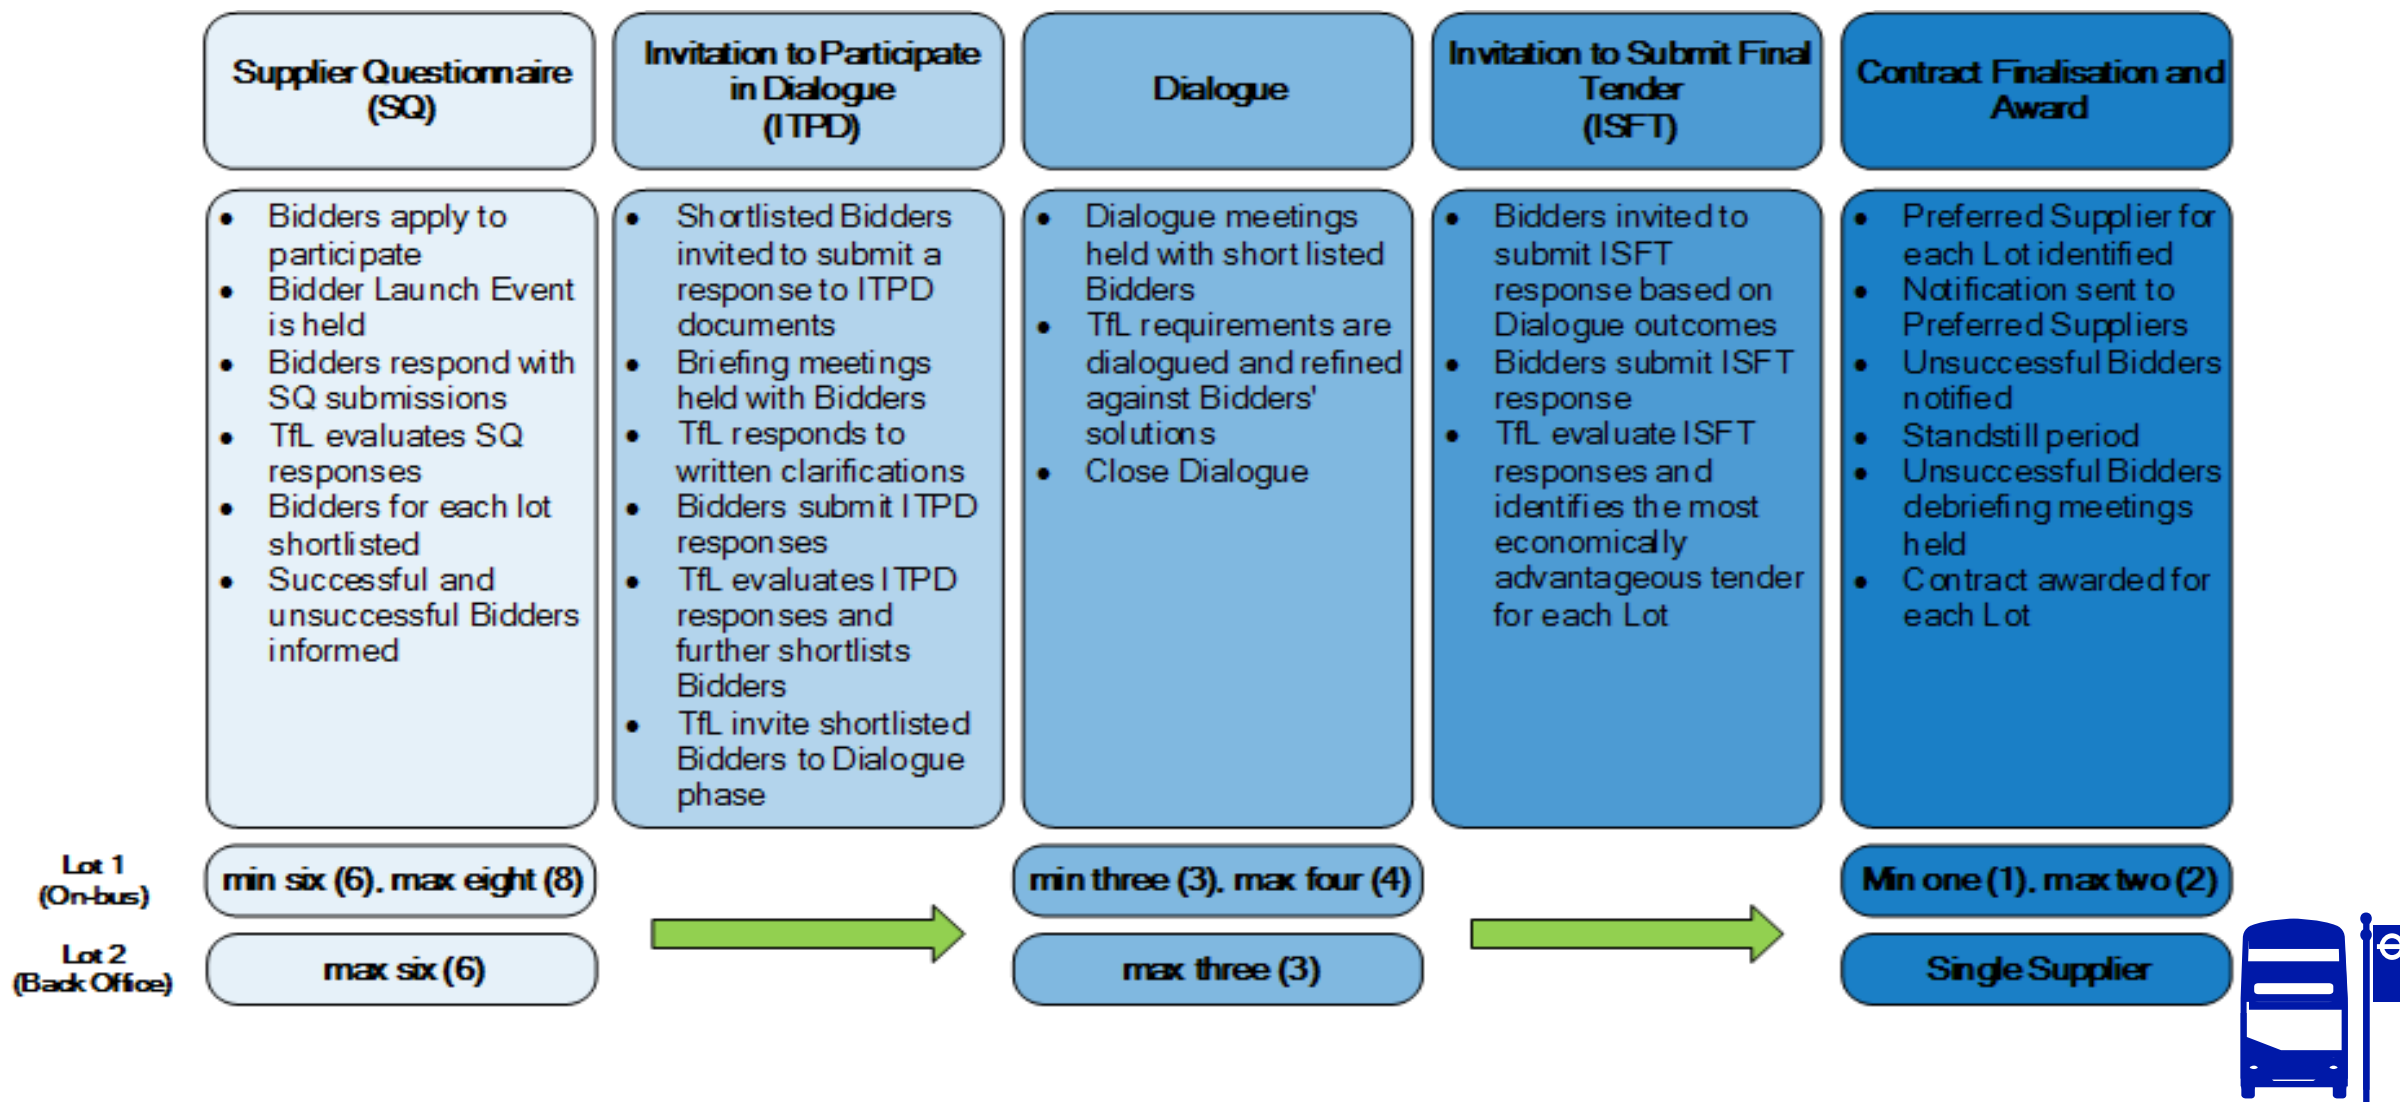 Supplier Questionnaire
(SQ)
Invitation to Participate
in Dialogue
(ITPD)
Dialogue
Invitation to Submit Final
Tender
(ISFT)
Contract Finalisation and
Award
• Bidders apply to
participate
• Bidder Launch Event
is held
• Bidders respond with
SQ submissions
• TfL evaluates SQ
responses
• Bidders for each lot
shortlisted
• Successful and
unsuccessful Bidders
informed
• Shortlisted Bidders
invited to submit a
response to ITPD
documents
• Briefing meetings
held with Bidders
• TfL responds to
written clarifications
• Bidders submit ITPD
responses
• TfL evaluates ITPD
responses and
further shortlists
Bidders
• TfL invite shortlisted
Bidders to Dialogue
phase
• Dialogue meetings
held with short listed
Bidders
• TfL requirements are
dialogued and refined
against Bidders'
solutions
• Close Dialogue
• Bidders invited to
submit ISFT
response based on
Dialogue outcomes
• Bidders submit ISFT
response
• TfL evaluate ISFT
responses and
identifies the most
economically
advantageous tender
for each Lot
• Preferred Supplier for
each Lot identified
• Notification sent to
Preferred Suppliers
• Unsuccessful Bidders
notified
• Standstill period
• Unsuccessful Bidders
debriefing meetings
held
• Contract awarded for
each Lot
Lot 1
(On-bus)
min six (6), max eight (8)
min three (3), max four (4)
Min one (1), max two (2)
Lot 2
(Back Office)
max six (6)
max three (3)
Single Supplier